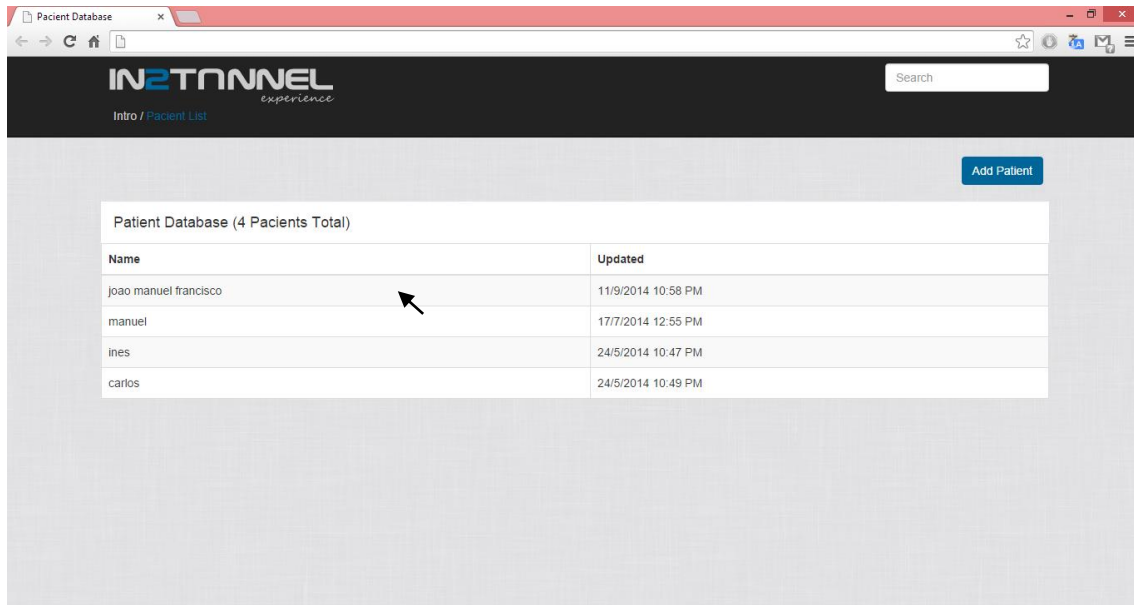 Pacient Database
IN2TUNNEL
experience
Search
Intro / Pacient List
Add Patient
Patient Database (4 Pacients Total)
Name Updated
joao manuel francisco 11/9/2014 10:58 PM
manuel 17/7/2014 12:55 PM
ines 24/5/2014 10:47 PM
carlos 24/5/2014 10:49 PM